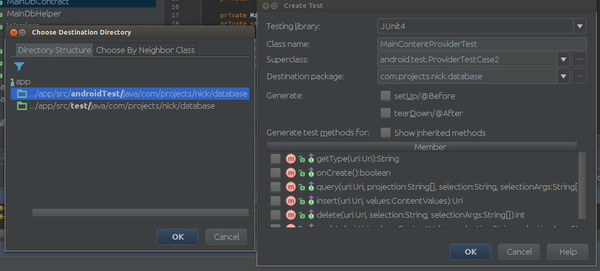 MainDbContract
MainDbHelper
Choose Destination Directory
Directory Structure
Choose By Neighbor Class
app
.../app/src/androidTest/java/com/projects/nick/database
.../app/src/test/java/com/projects/nick/database
OK
Cancel
17
18
private
Create Test
Testing library:
JUnit4
Class name:
MainContentProviderTest
Superclass:
android.test.ProviderTestCase2
Destination package:
com.projects.nick.database
Generate:
setUp/@Before
tearDown/@After
Generate test methods for:
Show inherited methods
Member
getType(uri:Uri):String
onCreate():boolean
query(uri:Uri, projection:String[], selection:String, selectionArgs:String[
insert(uri:Uri, values:ContentValues):Uri
delete(uri:Uri, selection:String, selectionArgs:String[]):int
OK
Cancel
Help